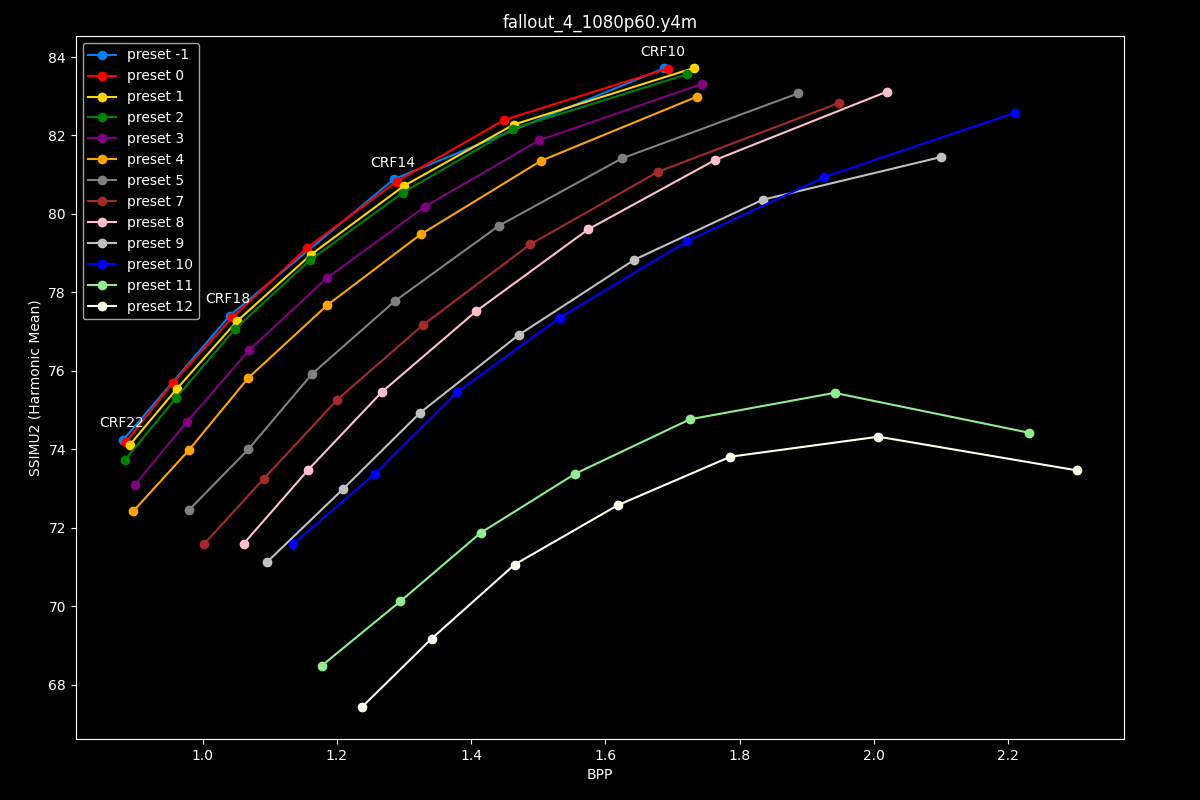 fallout_4_1080p60.y4m
CRF10
CRF14
CRF18
CRF22
preset -1
preset 0
preset 1
preset 2
preset 3
preset 4
preset 5
preset 7
preset 8
preset 9
preset 10
preset 11
preset 12
SSIMU2 (Harmonic Mean)
84
82
80
78
76
74
72
70
68
1.0 1.2 1.4 1.6 1.8 2.0 2.2
BPP